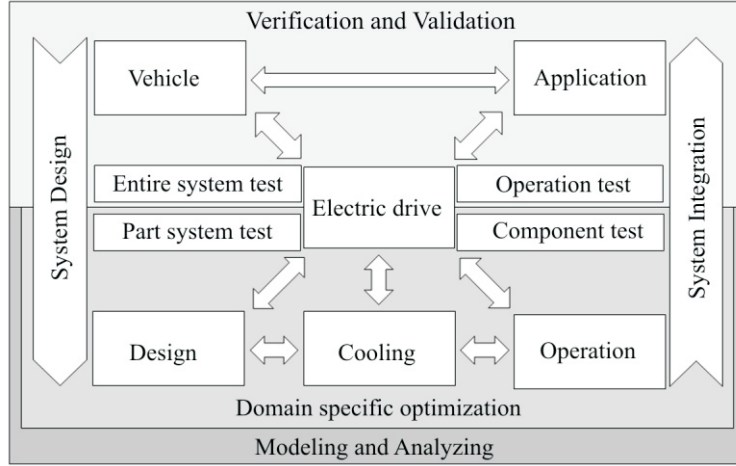 Verification and Validation
Vehicle
Application
System Design
System Integration
Entire system test
Operation test
Electric drive
Part system test
Component test
Design
Cooling
Operation
Domain specific optimization
Modeling and Analyzing